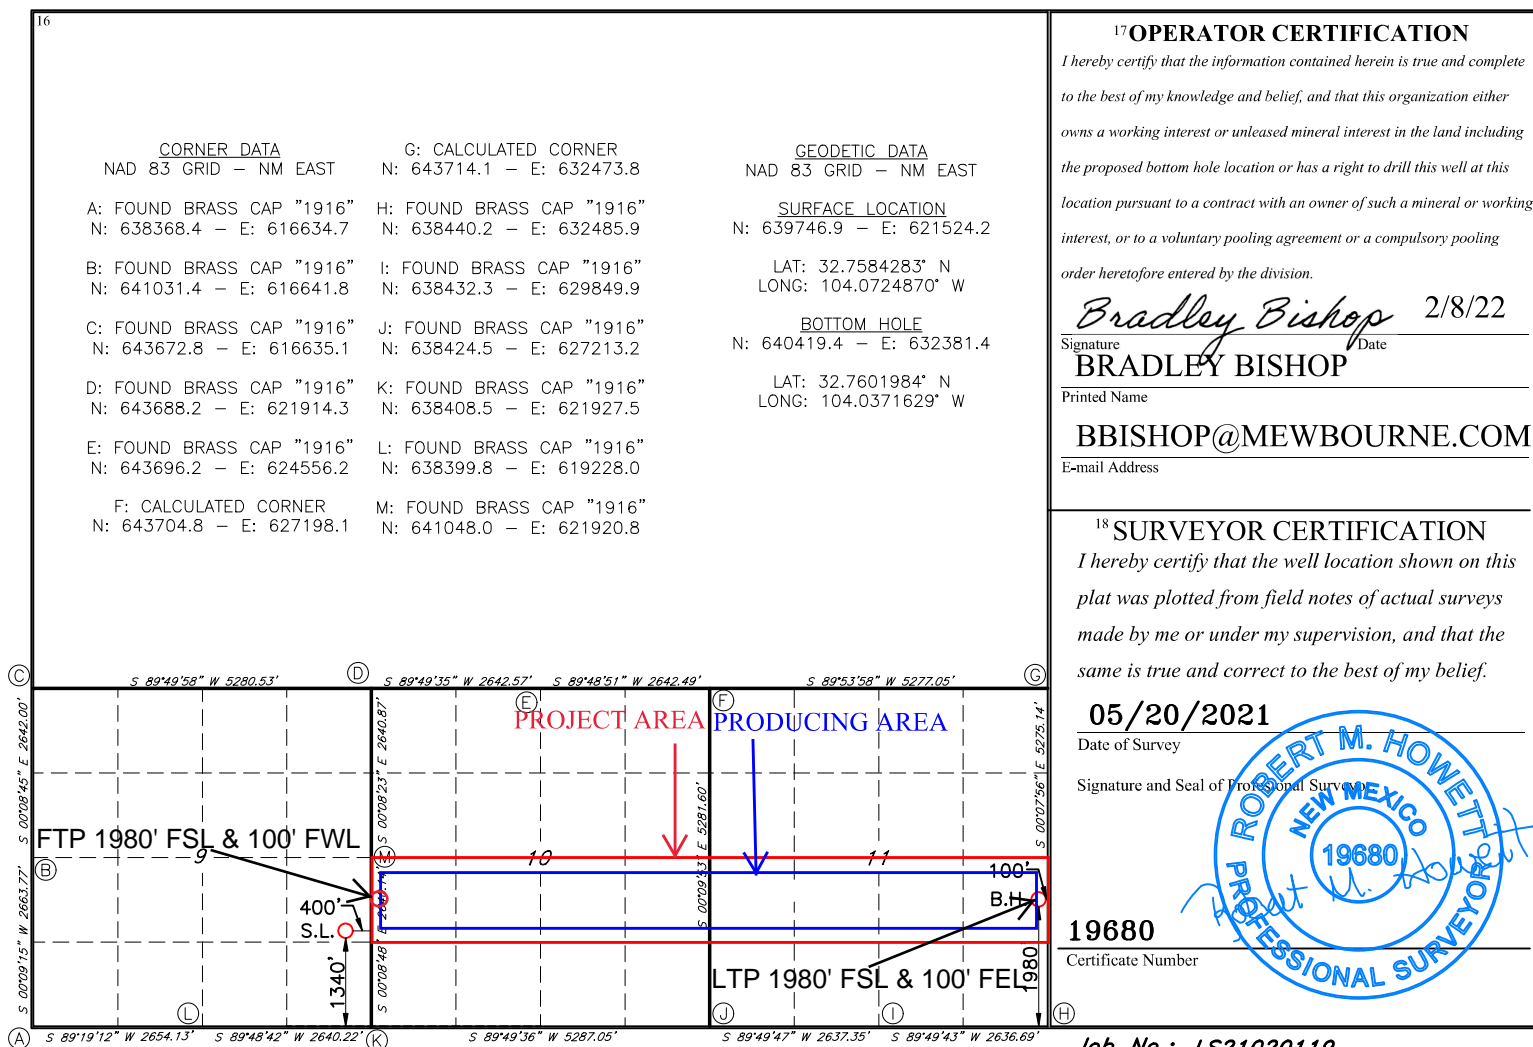 16
CORNER DATA
NAD 83 GRID – NM EAST
A: FOUND BRASS CAP "1916"
N: 638368.4 – E: 616634.7
B: FOUND BRASS CAP "1916"
N: 641031.4 – E: 616641.8
C: FOUND BRASS CAP "1916"
N: 643672.8 – E: 616635.1
D: FOUND BRASS CAP "1916"
N: 643688.2 – E: 621914.3
E: FOUND BRASS CAP "1916"
N: 643696.2 – E: 624556.2
F: CALCULATED CORNER
N: 643704.8 – E: 627198.1
G: CALCULATED CORNER
N: 643714.1 – E: 632473.8
H: FOUND BRASS CAP "1916"
N: 638440.2 – E: 632485.9
I: FOUND BRASS CAP "1916"
N: 638432.3 – E: 629849.9
J: FOUND BRASS CAP "1916"
N: 638424.5 – E: 627213.2
K: FOUND BRASS CAP "1916"
N: 638408.5 – E: 621927.5
L: FOUND BRASS CAP "1916"
N: 638399.8 – E: 619228.0
M: FOUND BRASS CAP "1916"
N: 641048.0 – E: 621920.8
GEODETIC DATA
NAD 83 GRID – NM EAST
SURFACE LOCATION
N: 639746.9 – E: 621524.2
LAT: 32.7584283° N
LONG: 104.0724870° W
BOTTOM HOLE
N: 640419.4 – E: 632381.4
LAT: 32.7601984° N
LONG: 104.0371629° W
17 OPERATOR CERTIFICATION
I hereby certify that the information contained herein is true and complete
to the best of my knowledge and belief, and that this organization either
owns a working interest or unleased mineral interest in the land including
the proposed bottom hole location or has a right to drill this well at this
location pursuant to a contract with an owner of such a mineral or working
interest, or to a voluntary pooling agreement or a compulsory pooling
order heretofore entered by the division.
Bradley Bishop 2/8/22
Signature Date
BRADLEY BISHOP
Printed Name
BBISHOP@MEWBOURNE.COM
E-mail Address
18 SURVEYOR CERTIFICATION
I hereby certify that the well location shown on this
plat was plotted from field notes of actual surveys
made by me or under my supervision, and that the
same is true and correct to the best of my belief.
05/20/2021
Date of Survey
Signature and Seal of Professional Surveyor
ROBERT M. HOWETT
NEW MEXICO
19680
PROFESSIONAL SURVEYOR
Robert M. Howett
19680
Certificate Number
Job No.: LS21020110
C
S 89°49'58" W 5280.53'
D
S 89°49'35" W 2642.57'
E
S 89°48'51" W 2642.49'
F
S 89°53'58" W 5277.05'
G
PROJECT AREA
PRODUCING AREA
S 00°08'45" E 2642.00'
S 00°08'23" E 2640.87'
S 00°09'53" E 5281.60'
S 00°07'56" E 5275.14'
FTP 1980' FSL & 100' FWL
9
10
11
B
M
100'
B.H.
400'
S.L.
1340'
1980
S 00°09'15" W 2663.77'
S 00°08'48" E
LTP 1980' FSL & 100' FEL
L
J
I
H
A
S 89°19'12" W 2654.13'
S 89°48'42" W 2640.22'
K
S 89°49'36" W 5287.05'
S 89°49'47" W 2637.35'
S 89°49'43" W 2636.69'